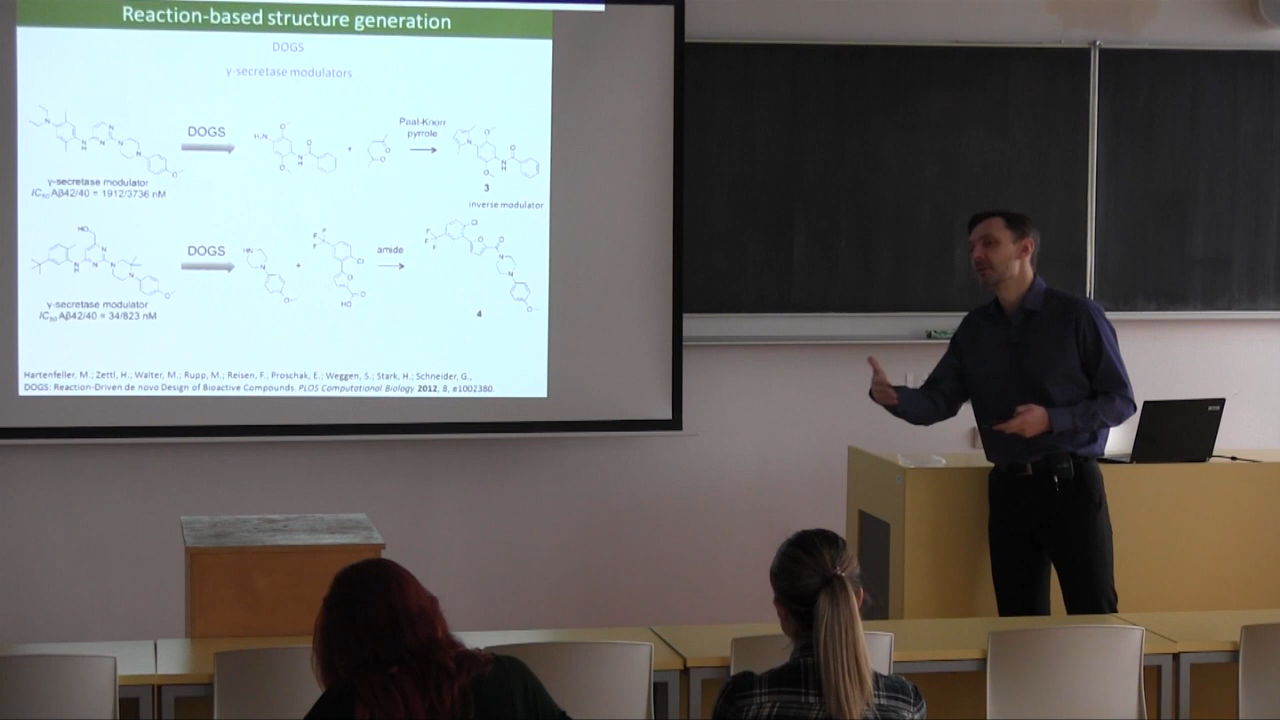 Reaction-based structure generation
DOGS
γ-secretase modulators
DOGS
Paal-Knorr
pyrrole
γ-secretase modulator
IC50 Aβ42/40 = 1912/3736 nM
3
inverse modulator
DOGS
amide
γ-secretase modulator
IC50 Aβ42/40 = 34/823 nM
4
Hartenfeller, M.; Zettl, H.; Walter, M.; Rupp, M.; Reisen, F.; Proschak, E.; Weggen, S.; Stark, H.; Schneider, G.,
DOGS: Reaction-Driven de novo Design of Bioactive Compounds. PLOS Computational Biology 2012, 8, e1002380.